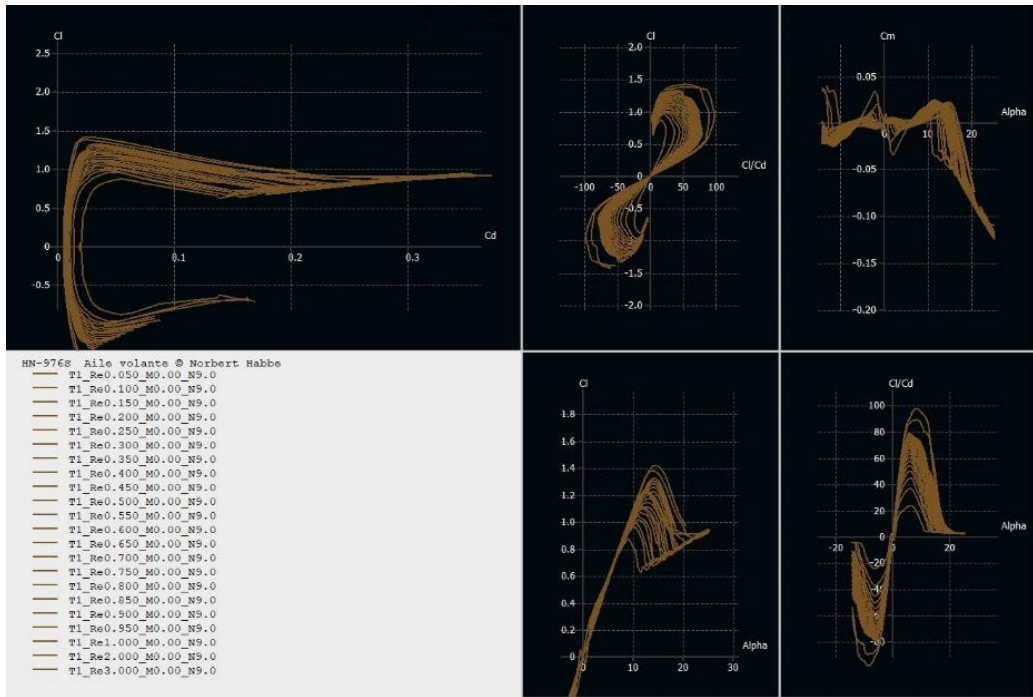 Cl
2.5
2.0
1.5
1.0
0.5
0
-0.5
0
0.1
0.2
0.3
Cd
Cl
2.0
1.5
1.0
0.5
0
-0.5
-1.0
-1.5
-2.0
-100
-50
0
50
100
Cl/Cd
Cm
0.05
-0.05
-0.10
-0.15
-0.20
0
10
20
Alpha
HN-976S Aile volante © Norbert Habbe
T1_Re0.050_M0.00_N9.0
T1_Re0.100_M0.00_N9.0
T1_Re0.150_M0.00_N9.0
T1_Re0.200_M0.00_N9.0
T1_Re0.250_M0.00_N9.0
T1_Re0.300_M0.00_N9.0
T1_Re0.350_M0.00_N9.0
T1_Re0.400_M0.00_N9.0
T1_Re0.450_M0.00_N9.0
T1_Re0.500_M0.00_N9.0
T1_Re0.550_M0.00_N9.0
T1_Re0.600_M0.00_N9.0
T1_Re0.650_M0.00_N9.0
T1_Re0.700_M0.00_N9.0
T1_Re0.750_M0.00_N9.0
T1_Re0.800_M0.00_N9.0
T1_Re0.850_M0.00_N9.0
T1_Re0.900_M0.00_N9.0
T1_Re0.950_M0.00_N9.0
T1_Re1.000_M0.00_N9.0
T1_Re2.000_M0.00_N9.0
T1_Re3.000_M0.00_N9.0
Cl
1.8
1.6
1.4
1.2
1.0
0.8
0.6
0.4
0.2
0
0
10
20
30
Alpha
Cl/Cd
100
80
60
40
20
0
20
Alpha